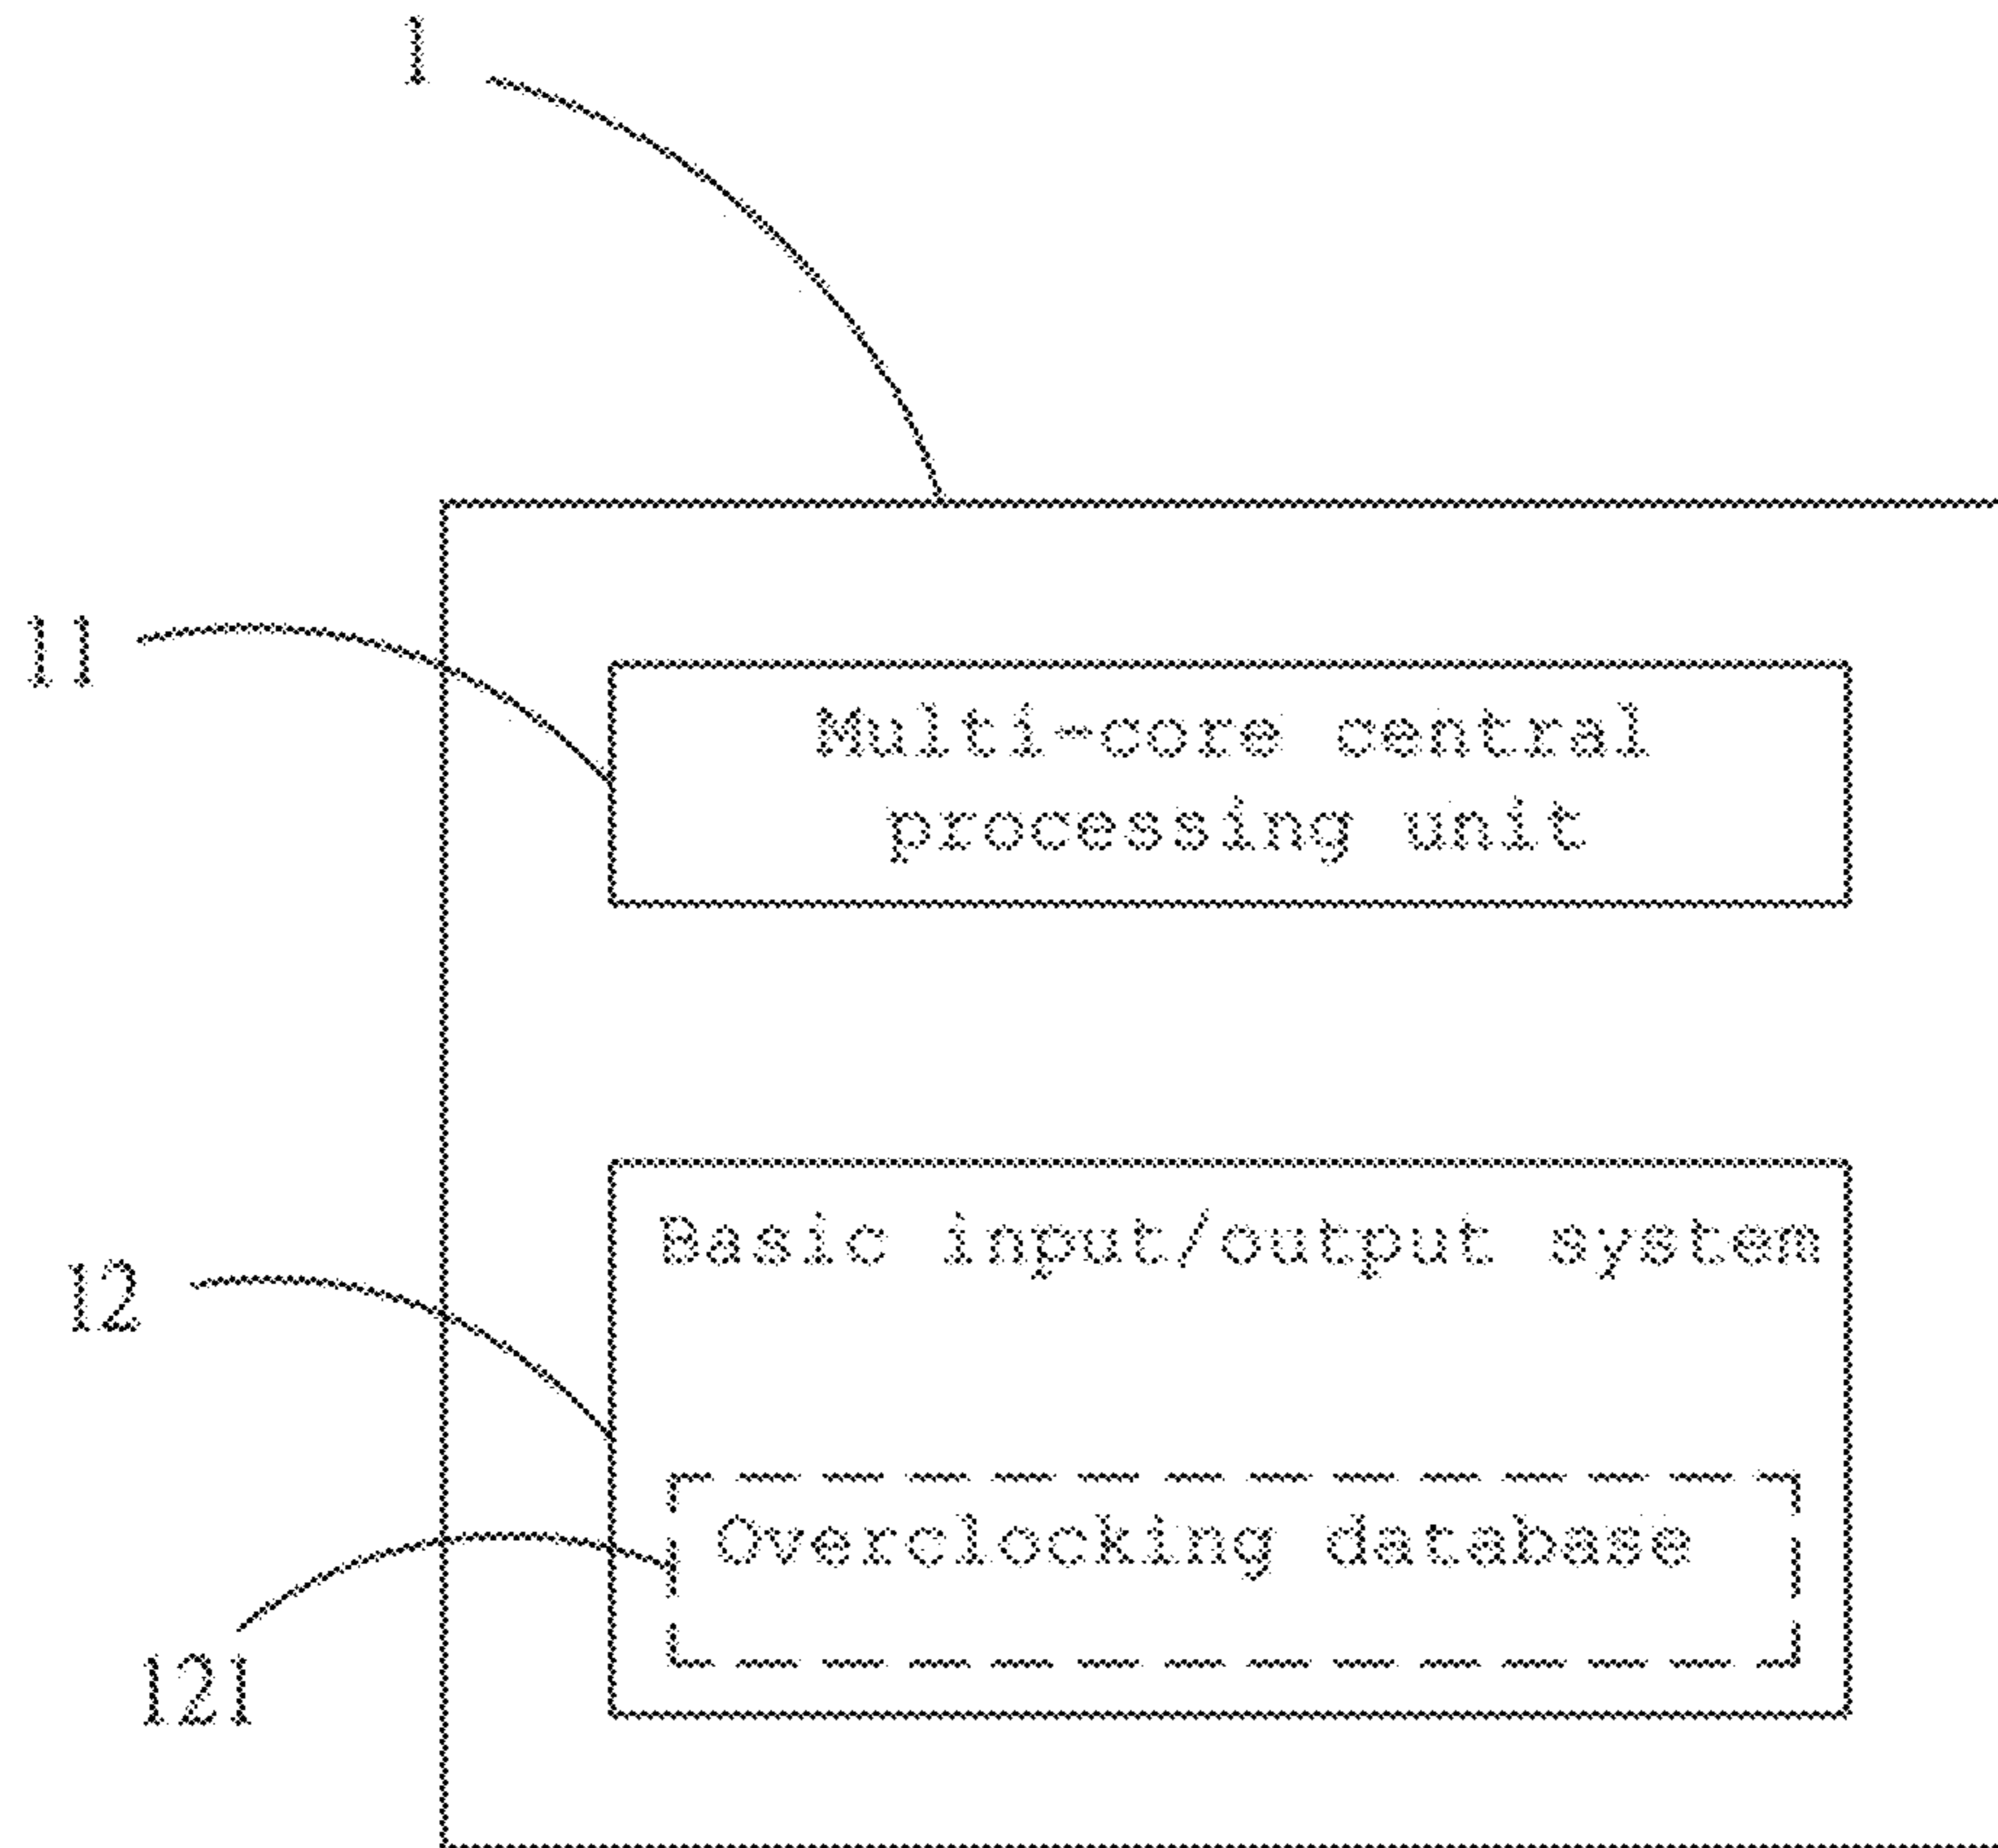 1
11
Multi-core central
processing unit
12
Basic input/output system
Overclocking database
121